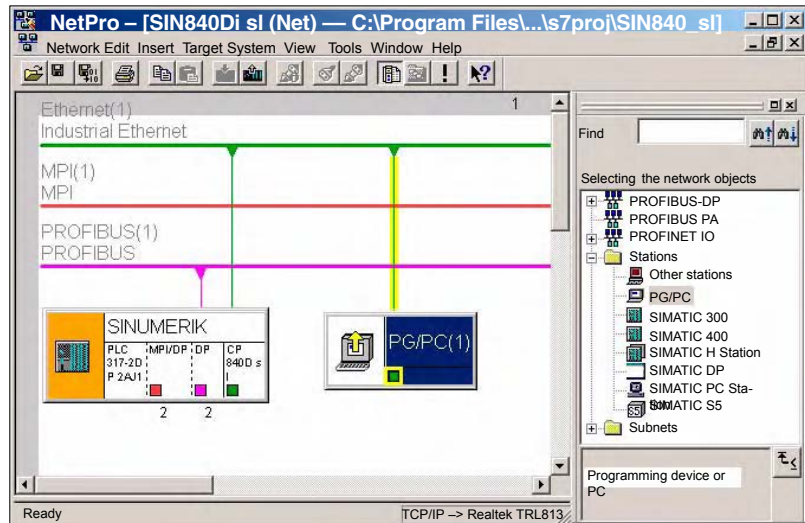 NetPro – [SIN840Di sl (Net) — C:\Program Files\...\s7proj\SIN840_sl]
Network Edit Insert Target System View Tools Window Help
Ethernet(1)
Industrial Ethernet
1
MPI(1)
MPI
PROFIBUS(1)
PROFIBUS
SINUMERIK
PLC MPI/DP DP CP
317-2D 840D s
P 2AJ1 l
2 2
PG/PC(1)
Find
Selecting the network objects
PROFIBUS-DP
PROFIBUS PA
PROFINET IO
Stations
Other stations
PG/PC
SIMATIC 300
SIMATIC 400
SIMATIC H Station
SIMATIC DP
SIMATIC PC Sta-
SIMATIC S5
Subnets
Programming device or
PC
Ready
TCP/IP –> Realtek TRL813